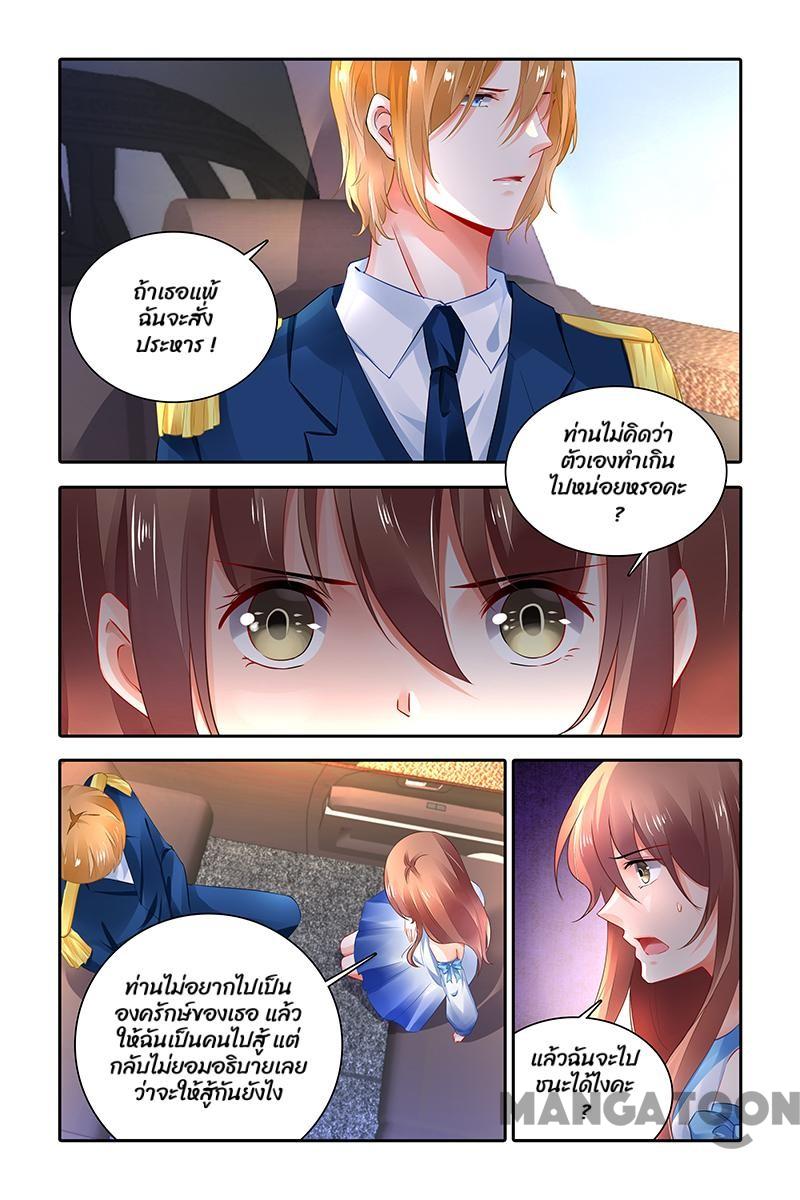 ถ้าเธอแพ้
ฉันจะสั่ง
ประหาร !
ท่านไม่คิดว่า
ตัวเองทำเกิน
ไปหน่อยหรอคะ
?
ท่านไม่อยากไปเป็น
องครักษ์ของเธอ แล้ว
ให้ฉันเป็นคนไปสู้ แต่
กลับไม่ยอมอธิบายเลย
ว่าจะให้สู้กันยังไง
แล้วฉันจะไป
ชนะได้ไงคะ
?
MANGATOON